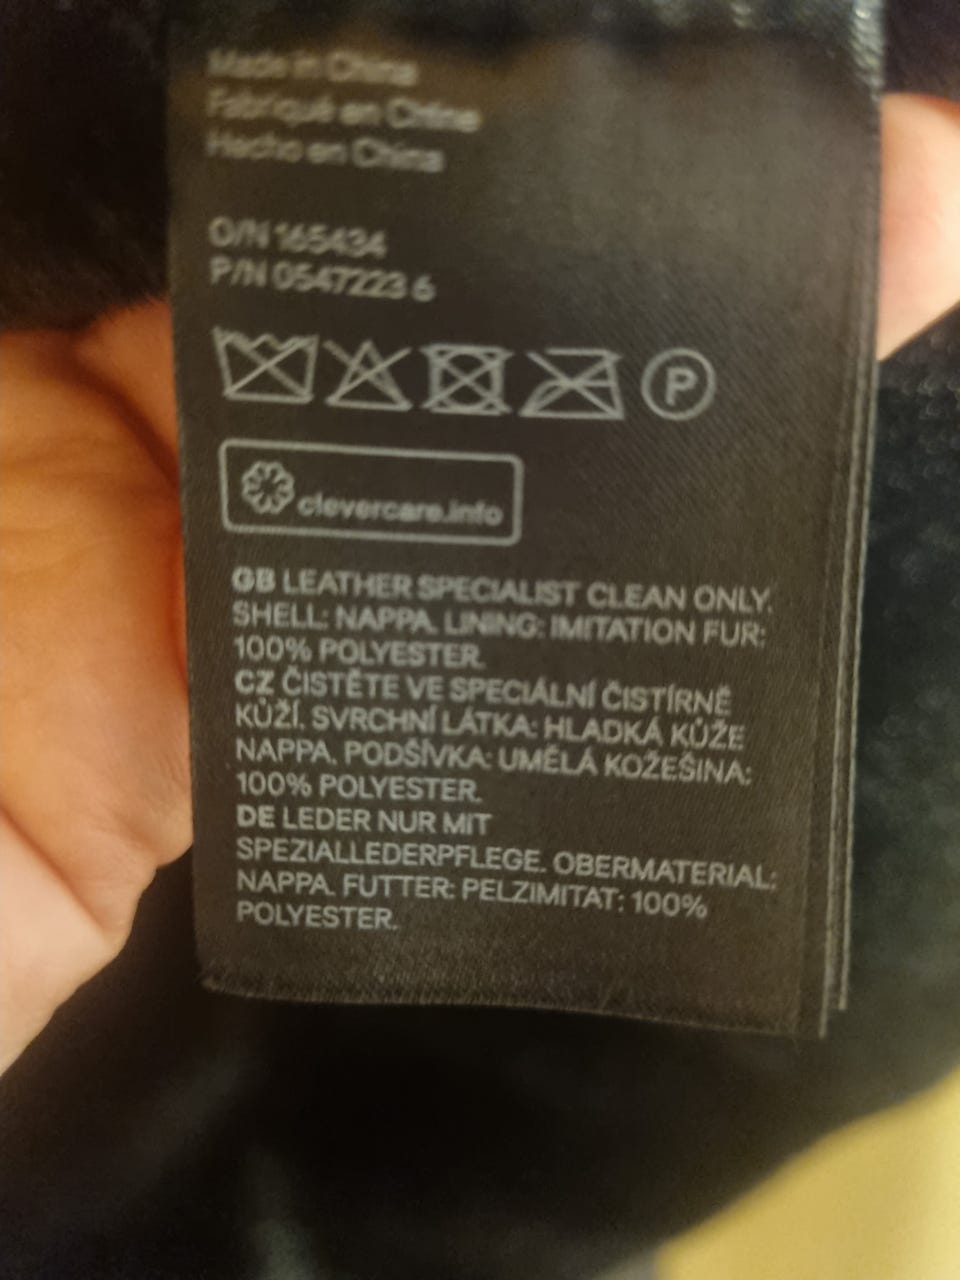 Made in China
Fabriqué en Chine
Hecho en China
O/N 165434
P/N 0547223 6
P
clevercare.info
GB LEATHER SPECIALIST CLEAN ONLY.
SHELL: NAPPA. LINING: IMITATION FUR:
100% POLYESTER.
CZ ČISTĚTE VE SPECIÁLNÍ ČISTÍRNĚ
KŮŽÍ. SVRCHNÍ LÁTKA: HLADKÁ KŮŽE
NAPPA. PODŠÍVKA: UMĚLÁ KOŽEŠINA:
100% POLYESTER.
DE LEDER NUR MIT
SPEZIALLEDERPFLEGE. OBERMATERIAL:
NAPPA. FUTTER: PELZIMITAT: 100%
POLYESTER.